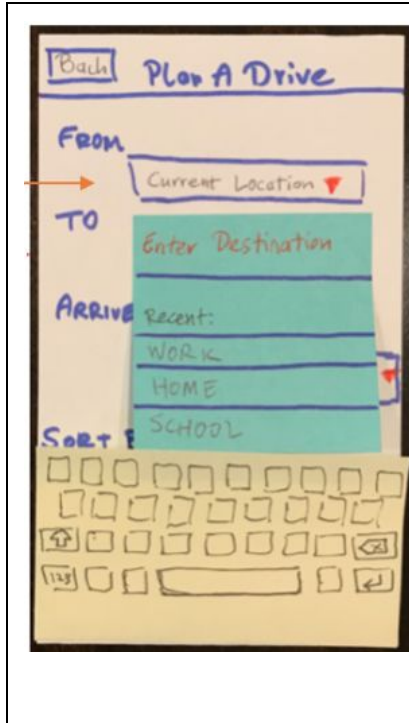 Back Plan A Drive
FROM
Current Location
TO
Enter Destination
ARRIVE
Recent:
WORK
HOME
SCHOOL
SORT
123